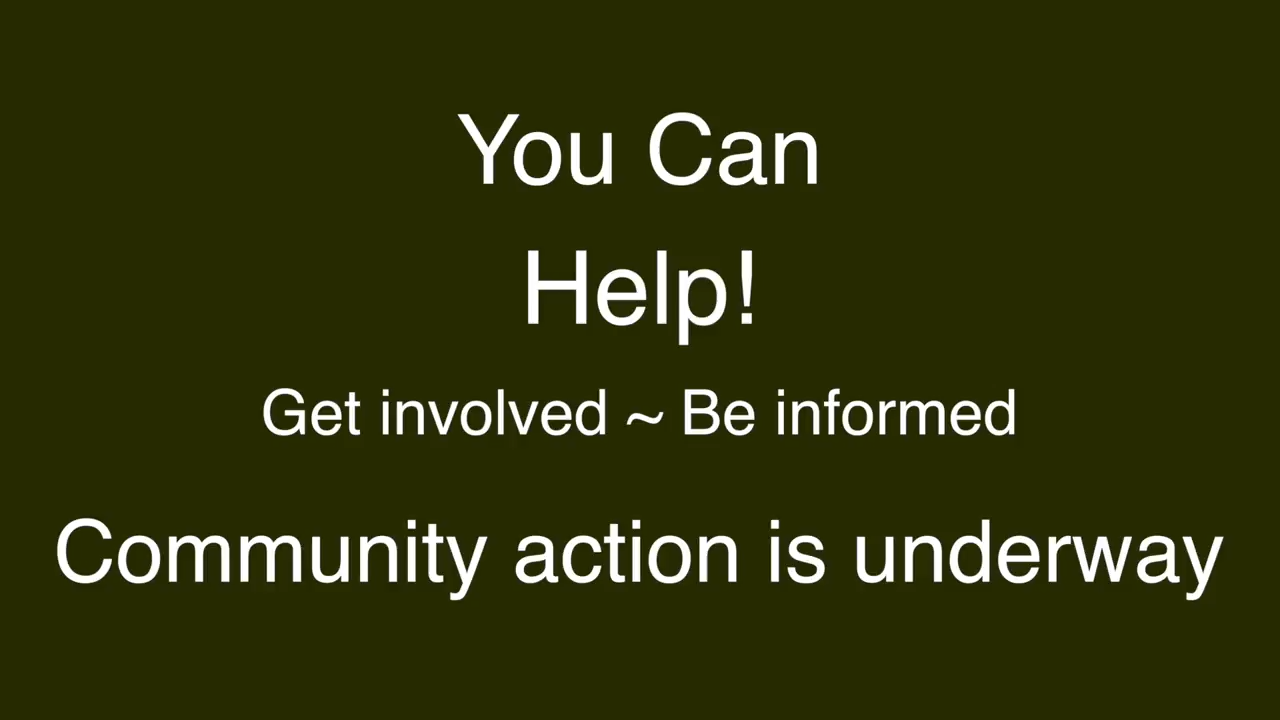 You Can
Help!
Get involved ~ Be informed
Community action is underway